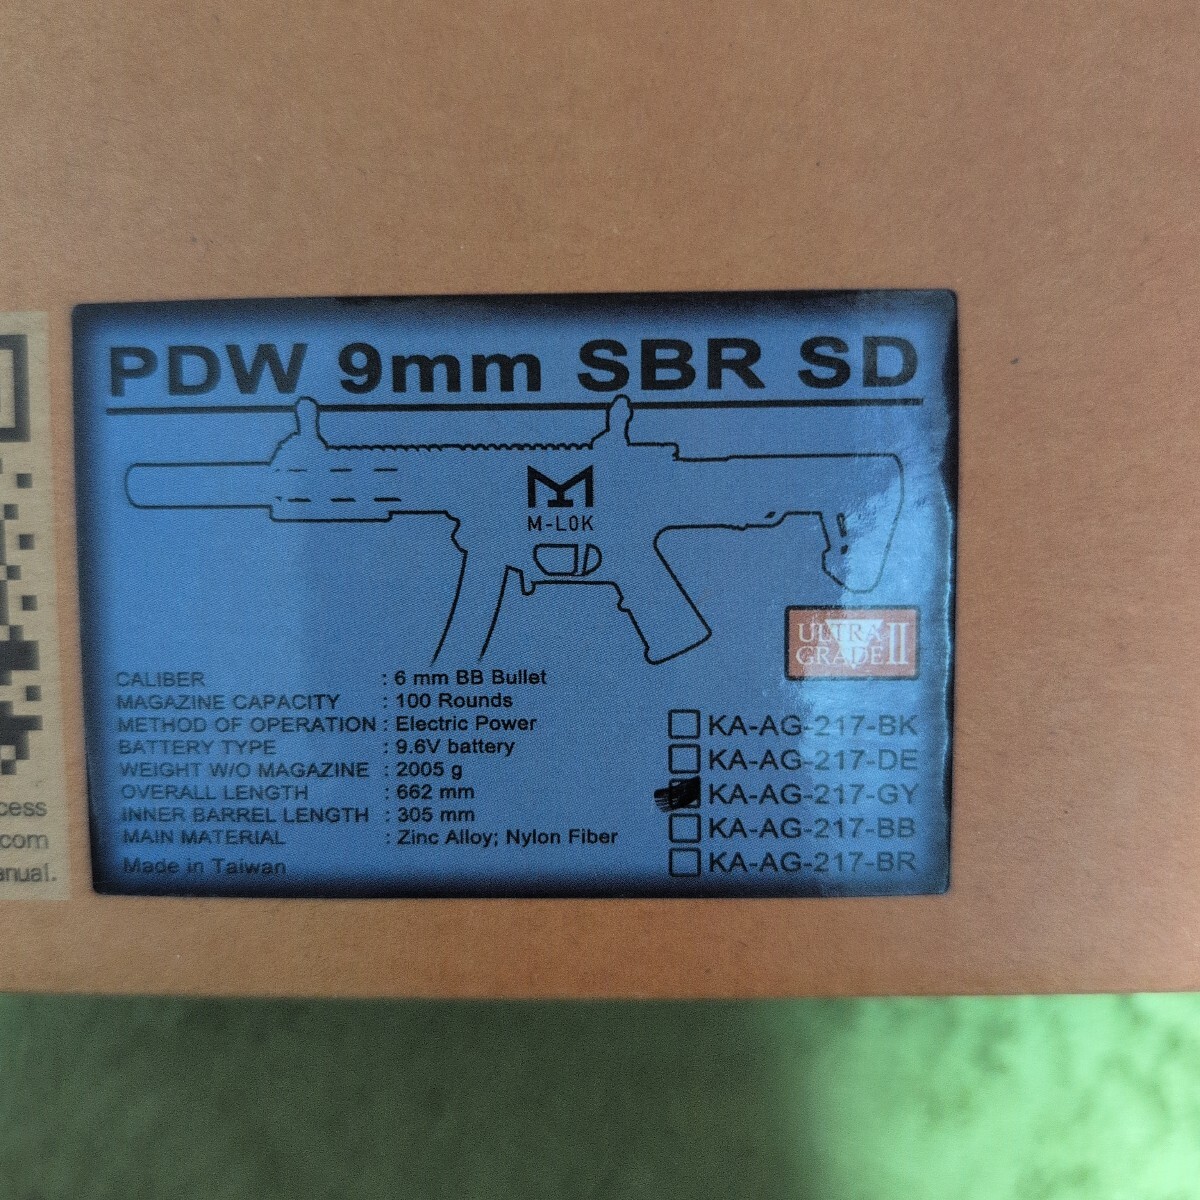 PDW 9mm SBR SD
M-LOK
ULTRA
GRADE II
CALIBER : 6 mm BB Bullet
MAGAZINE CAPACITY : 100 Rounds
METHOD OF OPERATION : Electric Power
BATTERY TYPE : 9.6V battery
WEIGHT W/O MAGAZINE : 2005 g
OVERALL LENGTH : 662 mm
INNER BARREL LENGTH : 305 mm
MAIN MATERIAL : Zinc Alloy; Nylon Fiber
Made in Taiwan
KA-AG-217-BK
KA-AG-217-DE
KA-AG-217-GY
KA-AG-217-BB
KA-AG-217-BR
.com